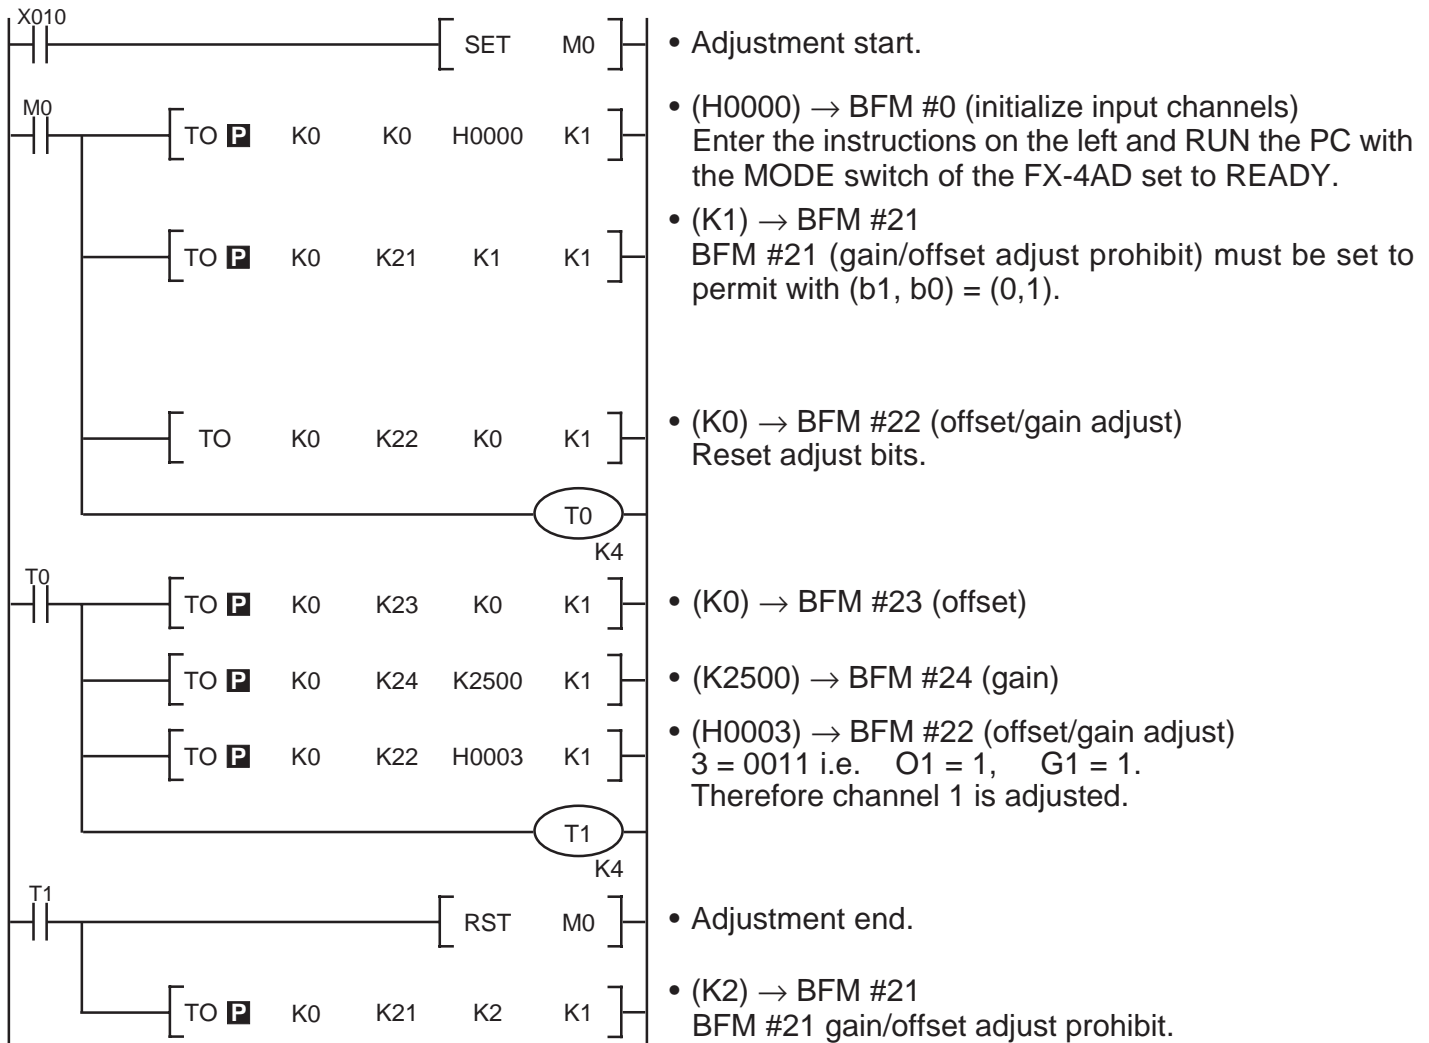 X010
SET M0
• Adjustment start.
M0
TO P K0 K0 H0000 K1
• (H0000) → BFM #0 (initialize input channels)
Enter the instructions on the left and RUN the PC with
the MODE switch of the FX-4AD set to READY.
TO P K0 K21 K1 K1
• (K1) → BFM #21
BFM #21 (gain/offset adjust prohibit) must be set to
permit with (b1, b0) = (0,1).
TO K0 K22 K0 K1
• (K0) → BFM #22 (offset/gain adjust)
Reset adjust bits.
T0
K4
T0
TO P K0 K23 K0 K1
• (K0) → BFM #23 (offset)
TO P K0 K24 K2500 K1
• (K2500) → BFM #24 (gain)
TO P K0 K22 H0003 K1
• (H0003) → BFM #22 (offset/gain adjust)
3 = 0011 i.e. O1 = 1, G1 = 1.
Therefore channel 1 is adjusted.
T1
K4
T1
RST M0
• Adjustment end.
TO P K0 K21 K2 K1
• (K2) → BFM #21
BFM #21 gain/offset adjust prohibit.